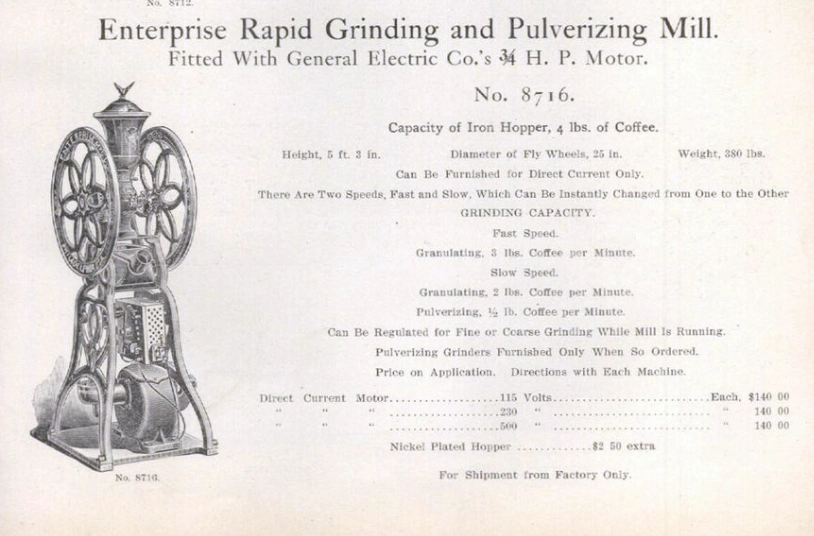 No. 8712.
Enterprise Rapid Grinding and Pulverizing Mill.
Fitted With General Electric Co.'s ¾ H. P. Motor.
No. 8716.
Capacity of Iron Hopper, 4 lbs. of Coffee.
Height, 5 ft. 3 in. Diameter of Fly Wheels, 25 in. Weight, 380 lbs.
Can Be Furnished for Direct Current Only.
There Are Two Speeds, Fast and Slow, Which Can Be Instantly Changed from One to the Other
GRINDING CAPACITY.
Fast Speed.
Granulating, 3 lbs. Coffee per Minute.
Slow Speed.
Granulating, 2 lbs. Coffee per Minute.
Pulverizing, ½ lb. Coffee per Minute.
Can Be Regulated for Fine or Coarse Grinding While Mill Is Running.
Pulverizing Grinders Furnished Only When So Ordered.
Price on Application. Directions with Each Machine.
Direct Current Motor....................115 Volts............................Each, $140 00
" " " ....................230 " ............................ " 140 00
" " " ....................500 " ............................ " 140 00
Nickel Plated Hopper .............$2 50 extra
For Shipment from Factory Only.
No. 8716.